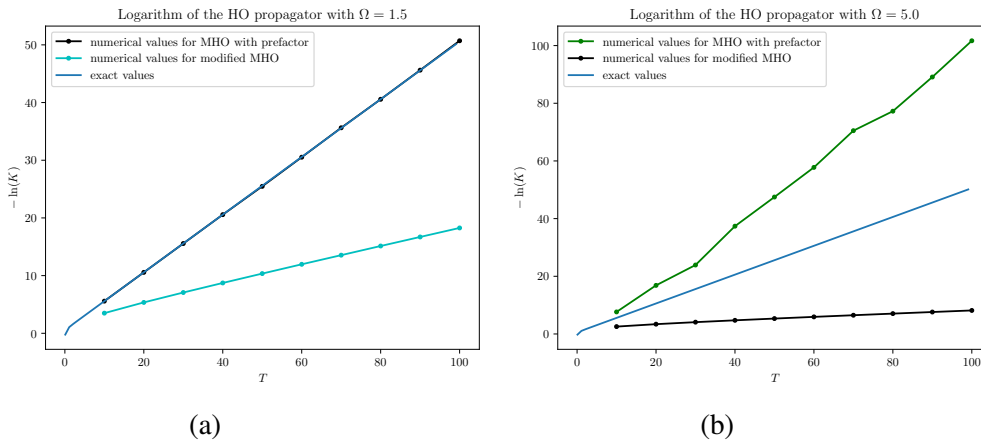 Logarithm of the HO propagator with Ω = 1.5
numerical values for MHO with prefactor
numerical values for modified MHO
exact values
50
40
30
20
10
0
− ln(K)
0 20 40 60 80 100
T
(a)
Logarithm of the HO propagator with Ω = 5.0
numerical values for MHO with prefactor
numerical values for modified MHO
exact values
100
80
60
40
20
0
− ln(K)
0 20 40 60 80 100
T
(b)